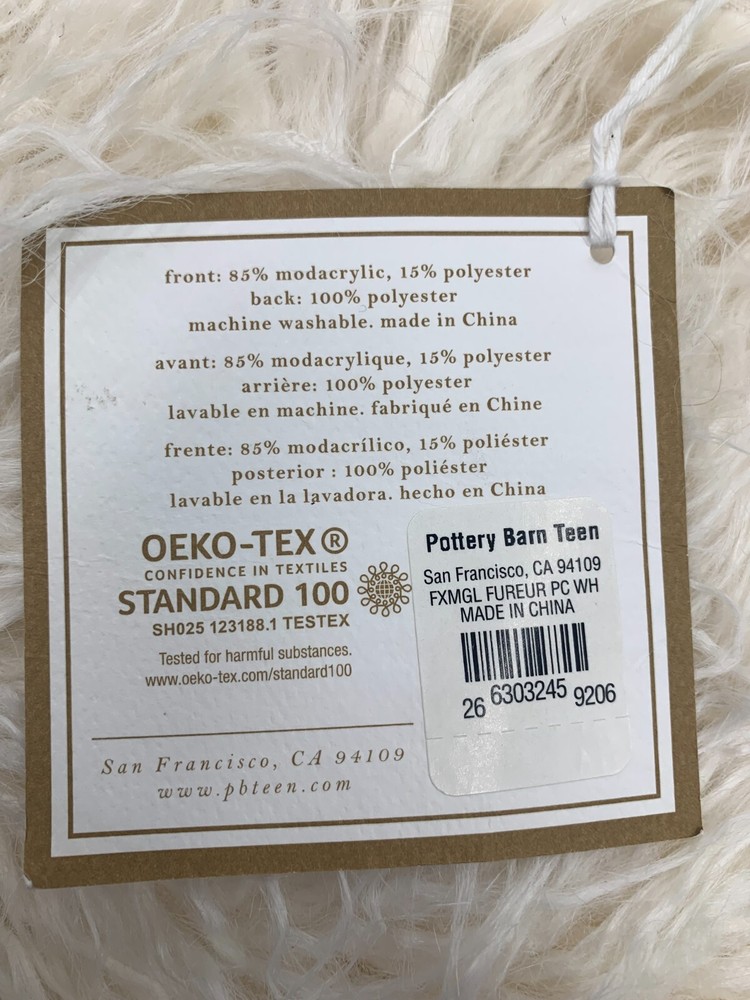 front: 85% modacrylic, 15% polyester
back: 100% polyester
machine washable. made in China
avant: 85% modacrylique, 15% polyester
arrière: 100% polyester
lavable en machine. fabriqué en Chine
frente: 85% modacrílico, 15% poliéster
posterior : 100% poliéster
lavable en la lavadora. hecho en China
OEKO-TEX®
CONFIDENCE IN TEXTILES
STANDARD 100
SH025 123188.1 TESTEX
Tested for harmful substances.
www.oeko-tex.com/standard100
San Francisco, CA 94109
www.pbteen.com
Pottery Barn Teen
San Francisco, CA 94109
FXMGL FUREUR PC WH
MADE IN CHINA
26 6303245 9206